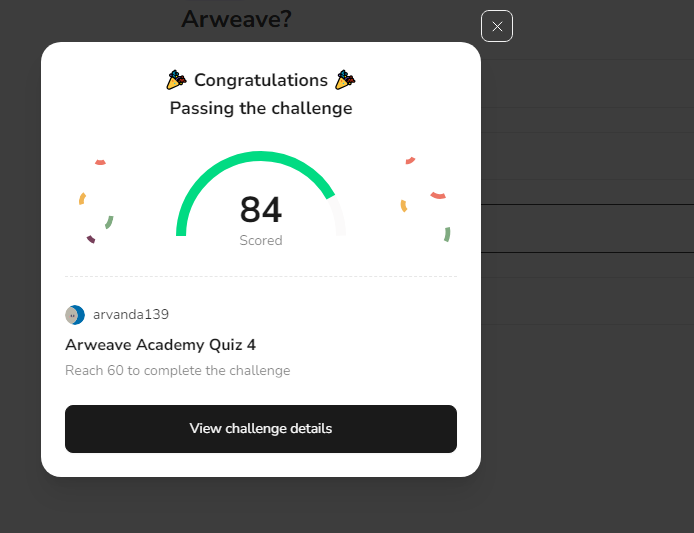 Arweave?
Congratulations
Passing the challenge
84
Scored
arvanda139
Arweave Academy Quiz 4
Reach 60 to complete the challenge
View challenge details